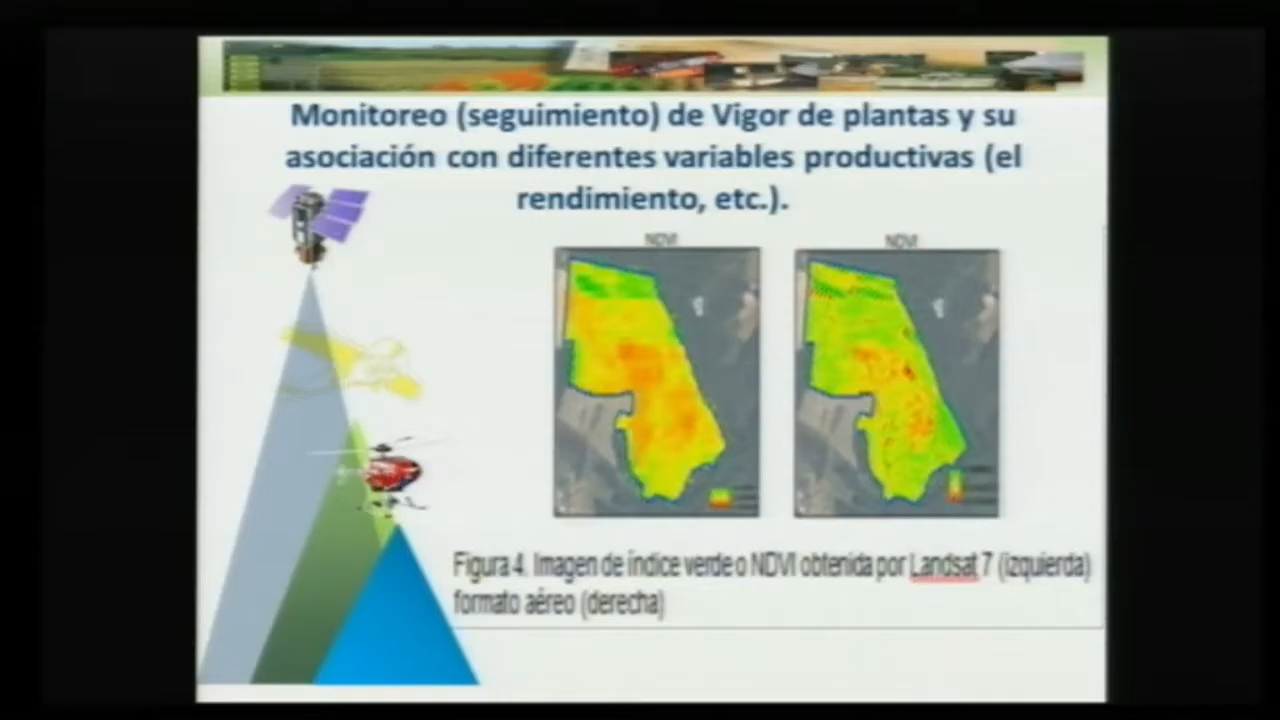 Monitoreo (seguimiento) de Vigor de plantas y su
asociación con diferentes variables productivas (el
rendimiento, etc.).
NDVI
NDVI
Figura 4. Imagen de índice verde o NDVI obtenida por Landsat 7 (izquierda)
formato aéreo (derecha)